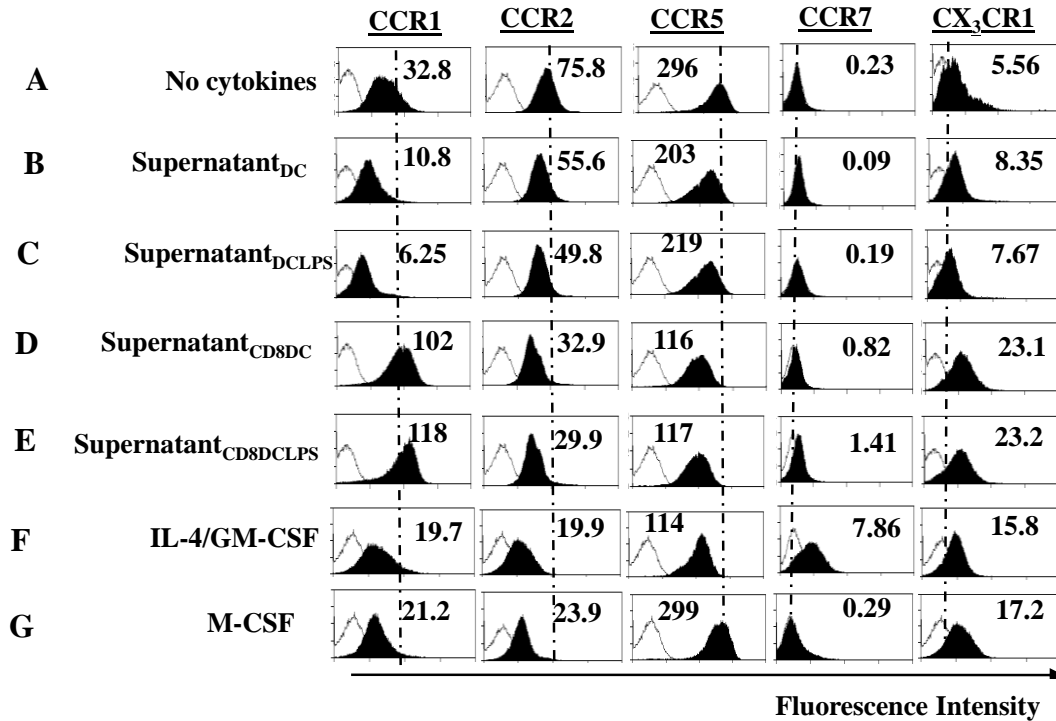 CCR1 CCR2 CCR5 CCR7 CX3CR1
A No cytokines 32.8 75.8 296 0.23 5.56
B SupernatantDC 10.8 55.6 203 0.09 8.35
C SupernatantDCLPS 6.25 49.8 219 0.19 7.67
D SupernatantCD8DC 102 32.9 116 0.82 23.1
E SupernatantCD8DCLPS 118 29.9 117 1.41 23.2
F IL-4/GM-CSF 19.7 19.9 114 7.86 15.8
G M-CSF 21.2 23.9 299 0.29 17.2
Fluorescence Intensity